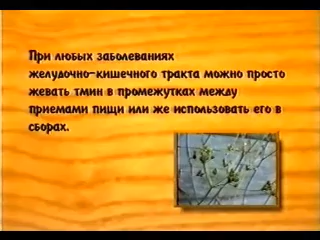 При любых заболеваниях
желудочно-кишечного тракта можно просто
жевать тмин в промежутках между
приемами пищи или же использовать его в
сборах.